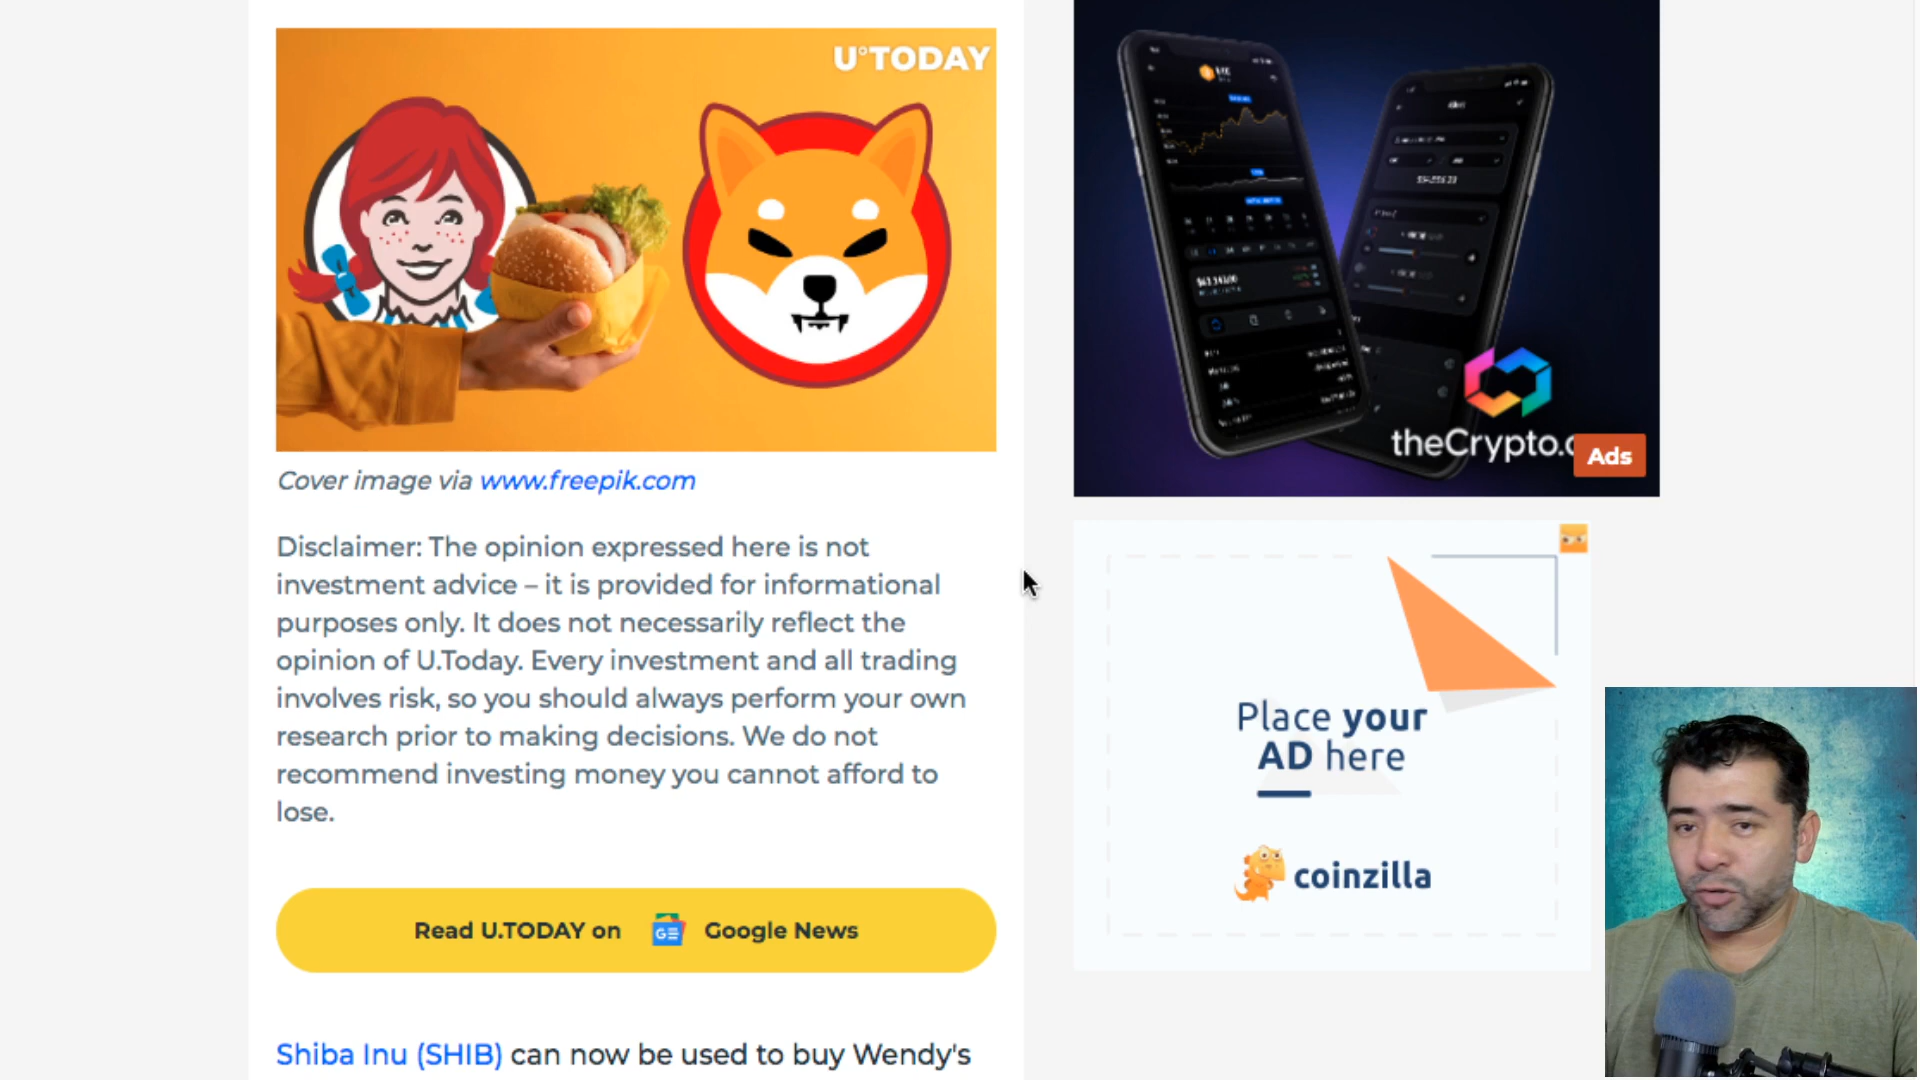 U°TODAY
Cover image via www.freepik.com
Disclaimer: The opinion expressed here is not
investment advice – it is provided for informational
purposes only. It does not necessarily reflect the
opinion of U.Today. Every investment and all trading
involves risk, so you should always perform your own
research prior to making decisions. We do not
recommend investing money you cannot afford to
lose.
Read U.TODAY on Google News
Shiba Inu (SHIB) can now be used to buy Wendy's
theCrypto.
Ads
Place your
AD here
coinzilla